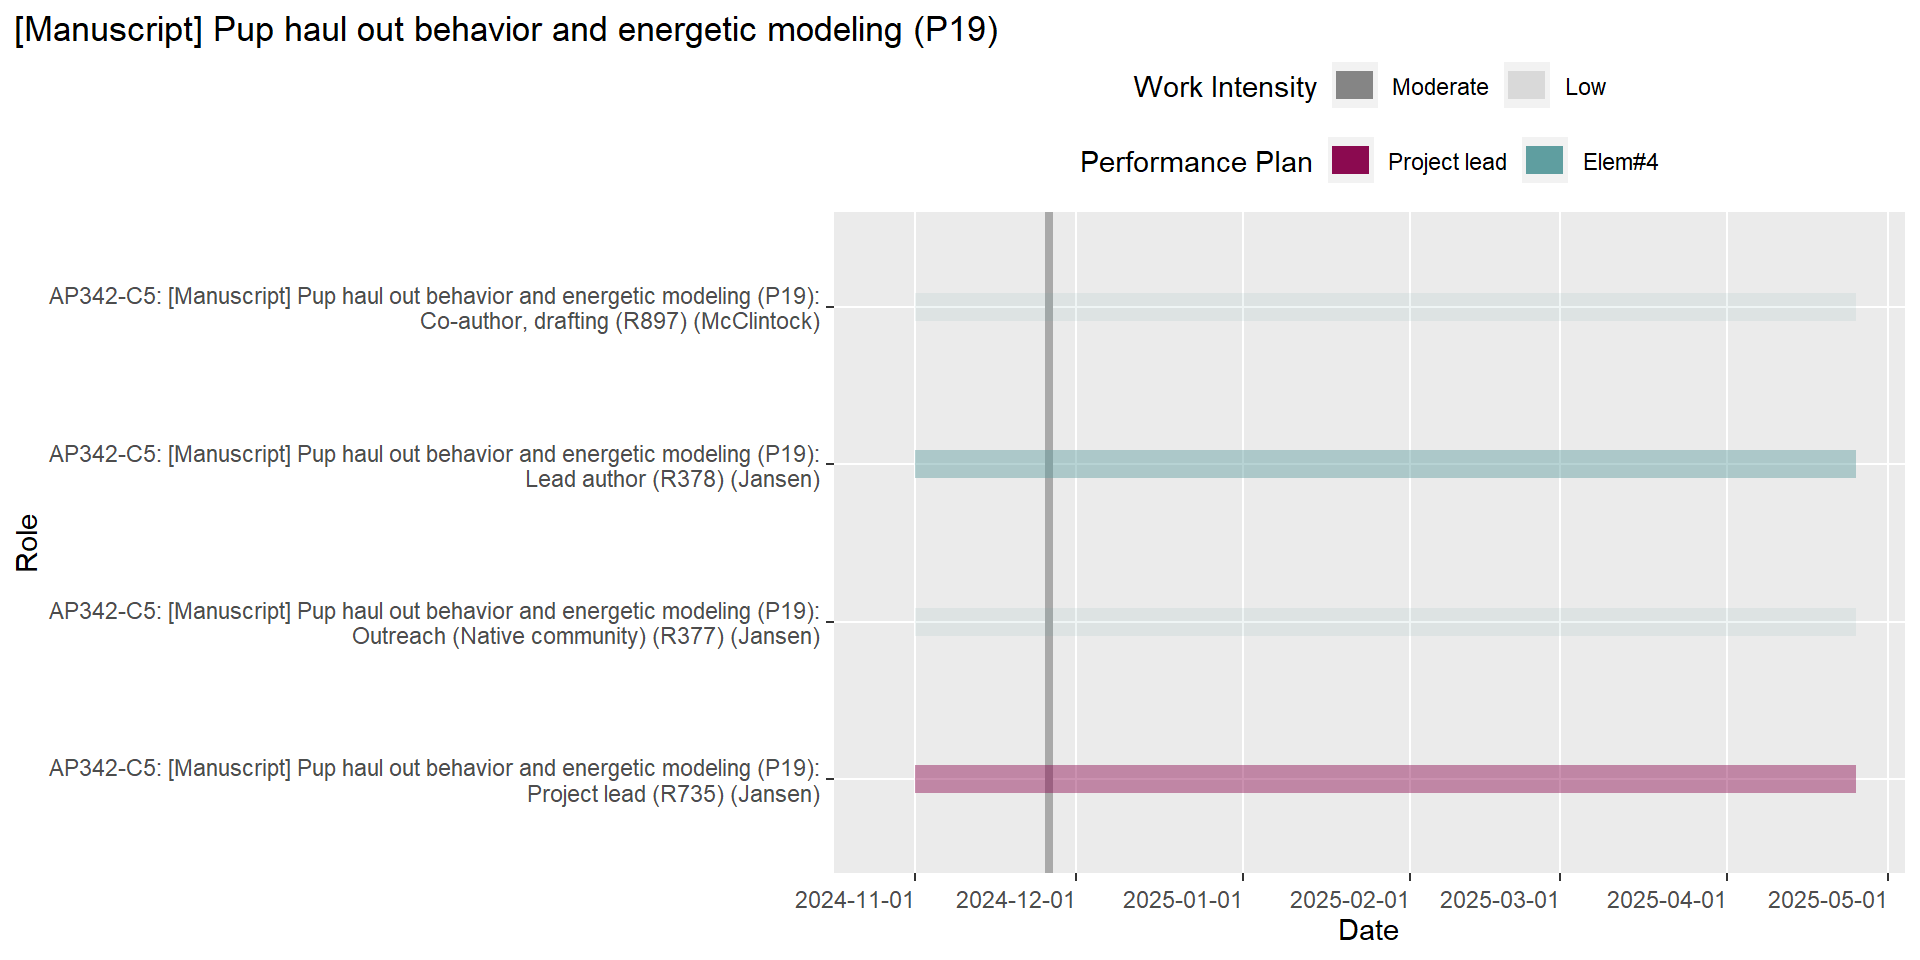 [Manuscript] Pup haul out behavior and energetic modeling (P19)
Work Intensity Moderate Low
Performance Plan Project lead Elem#4
AP342-C5: [Manuscript] Pup haul out behavior and energetic modeling (P19):
Co-author, drafting (R897) (McClintock)
AP342-C5: [Manuscript] Pup haul out behavior and energetic modeling (P19):
Lead author (R378) (Jansen)
Role
AP342-C5: [Manuscript] Pup haul out behavior and energetic modeling (P19):
Outreach (Native community) (R377) (Jansen)
AP342-C5: [Manuscript] Pup haul out behavior and energetic modeling (P19):
Project lead (R735) (Jansen)
2024-11-01 2024-12-01 2025-01-01 2025-02-01 2025-03-01 2025-04-01 2025-05-01
Date